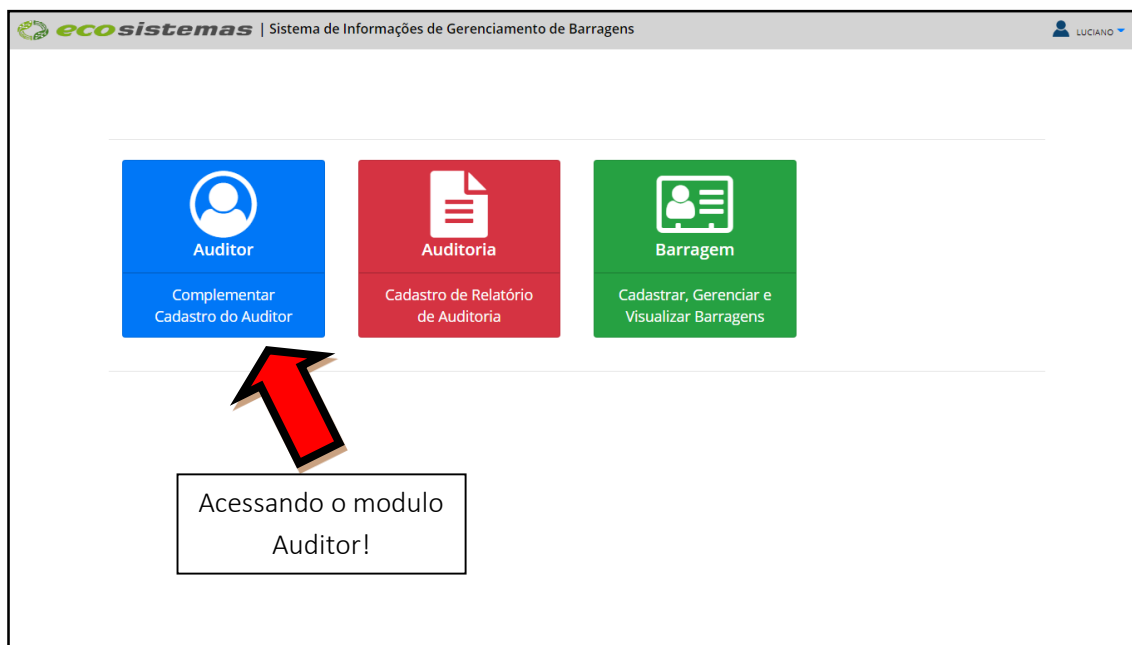 ecosistemas | Sistema de Informações de Gerenciamento de Barragens
LUCIANO
Auditor
Complementar
Cadastro do Auditor
Auditoria
Cadastro de Relatório
de Auditoria
Barragem
Cadastrar, Gerenciar e
Visualizar Barragens
Acessando o modulo
Auditor!